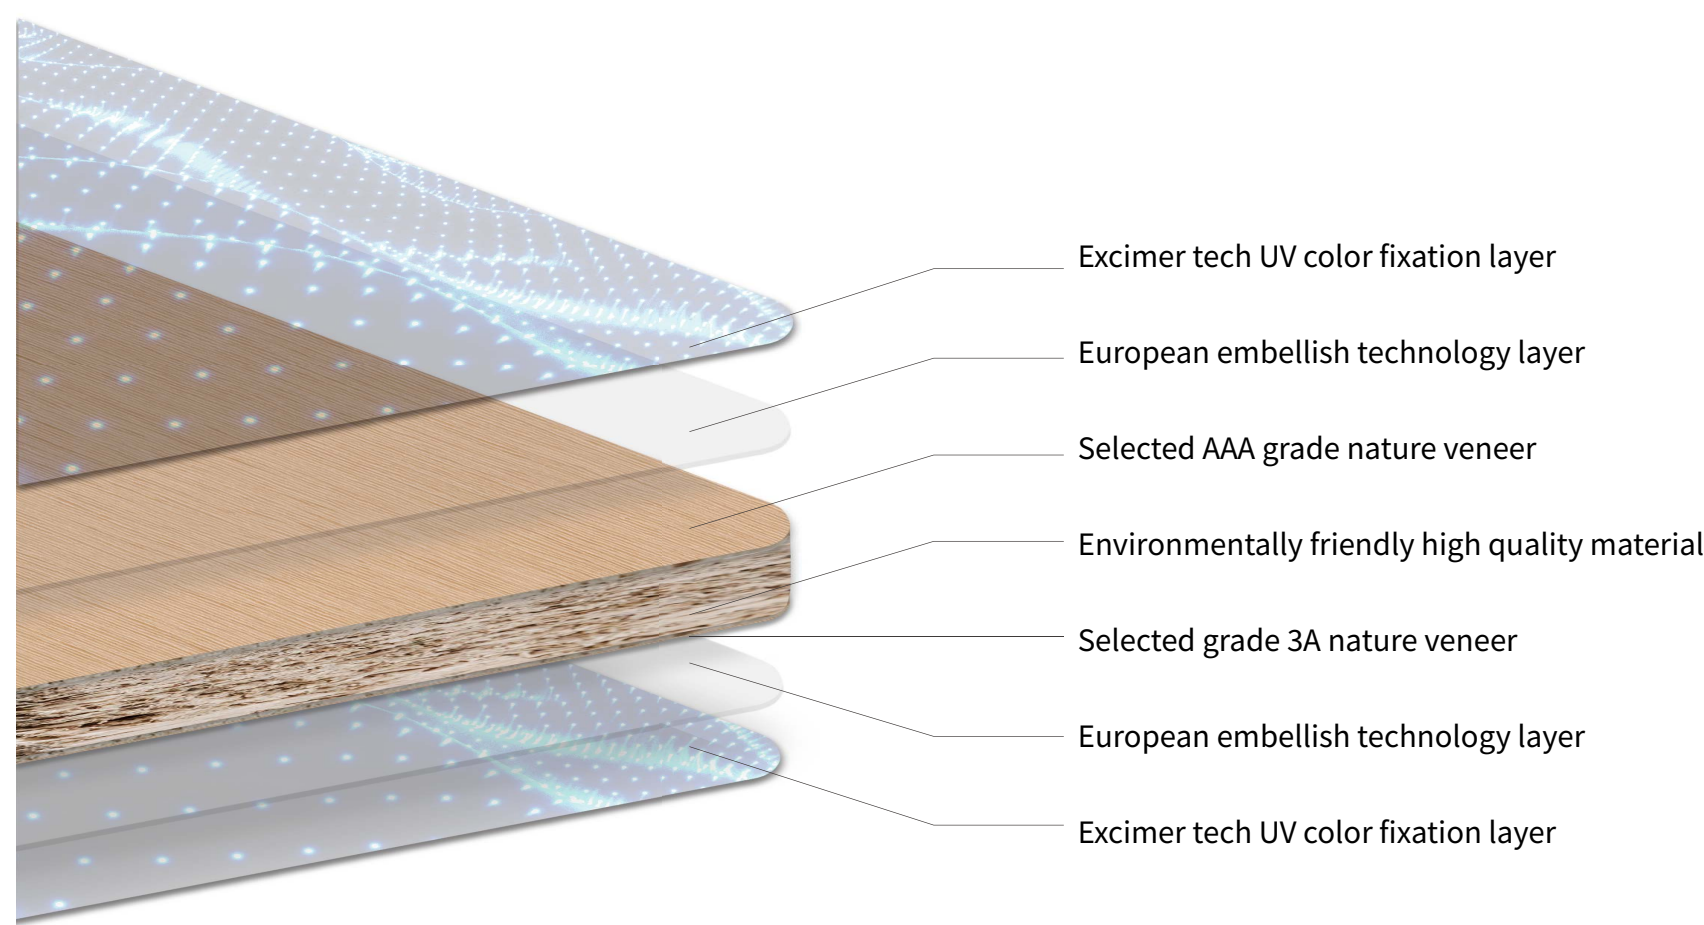 Excimer tech UV color fixation layer
European embellish technology layer
Selected AAA grade nature veneer
Environmentally friendly high quality material
Selected grade 3A nature veneer
European embellish technology layer
Excimer tech UV color fixation layer